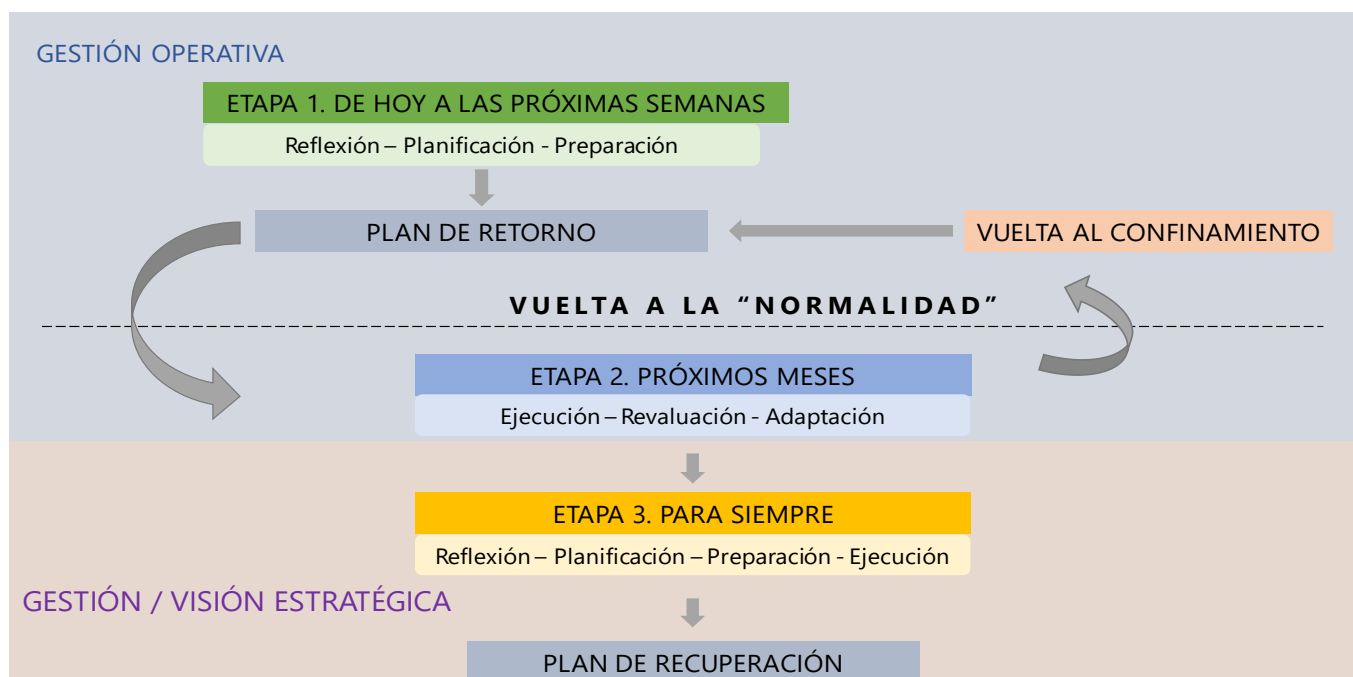 GESTIÓN OPERATIVA
ETAPA 1. DE HOY A LAS PRÓXIMAS SEMANAS
Reflexión – Planificación - Preparación
PLAN DE RETORNO
VUELTA AL CONFINAMIENTO
VUELTA A LA “NORMALIDAD”
ETAPA 2. PRÓXIMOS MESES
Ejecución – Revaluación - Adaptación
ETAPA 3. PARA SIEMPRE
Reflexión – Planificación – Preparación - Ejecución
GESTIÓN / VISIÓN ESTRATÉGICA
PLAN DE RECUPERACIÓN